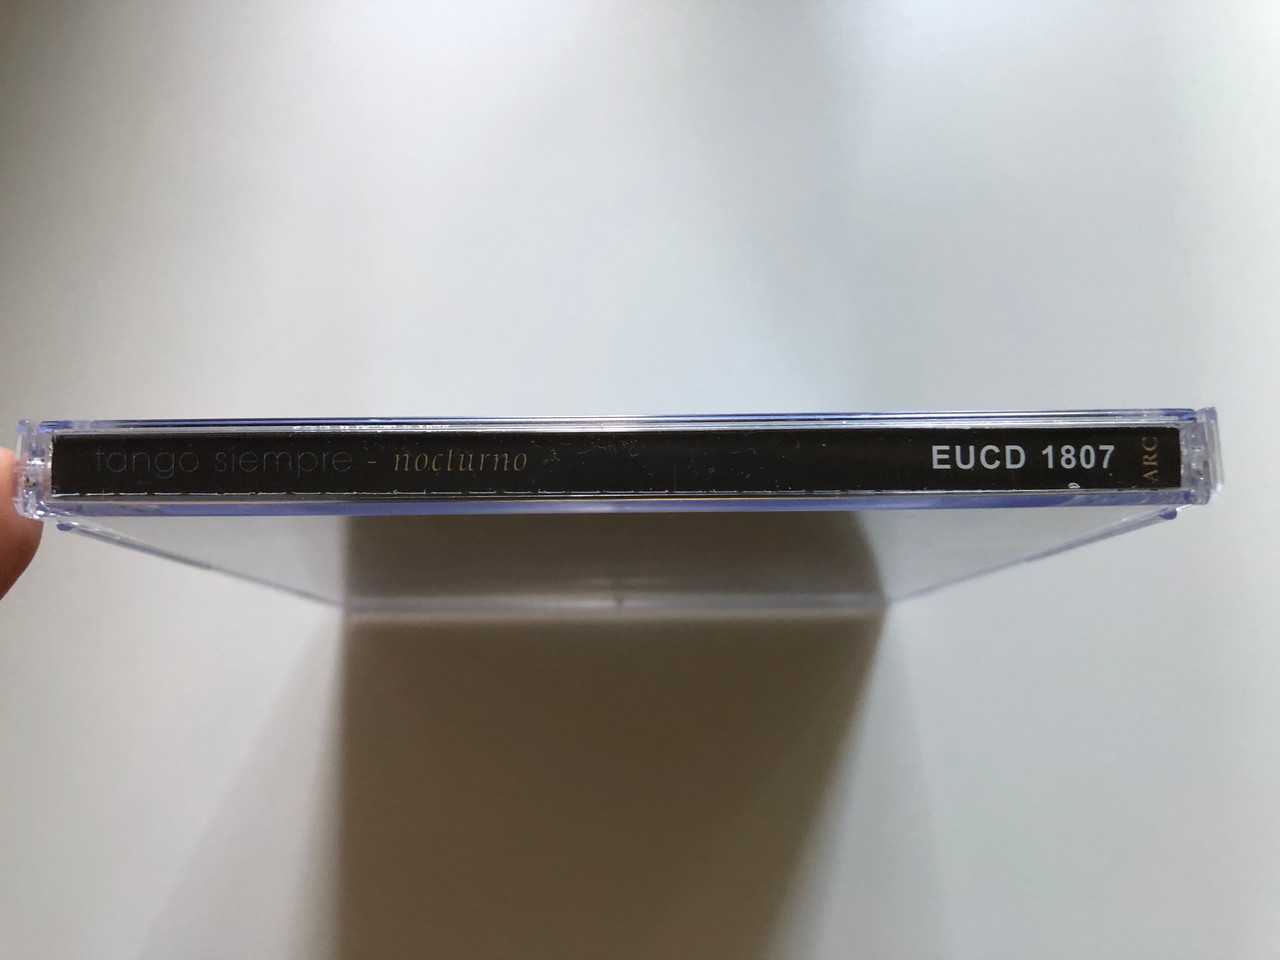 tango siempre - nocturno
EUCD 1807
ARC